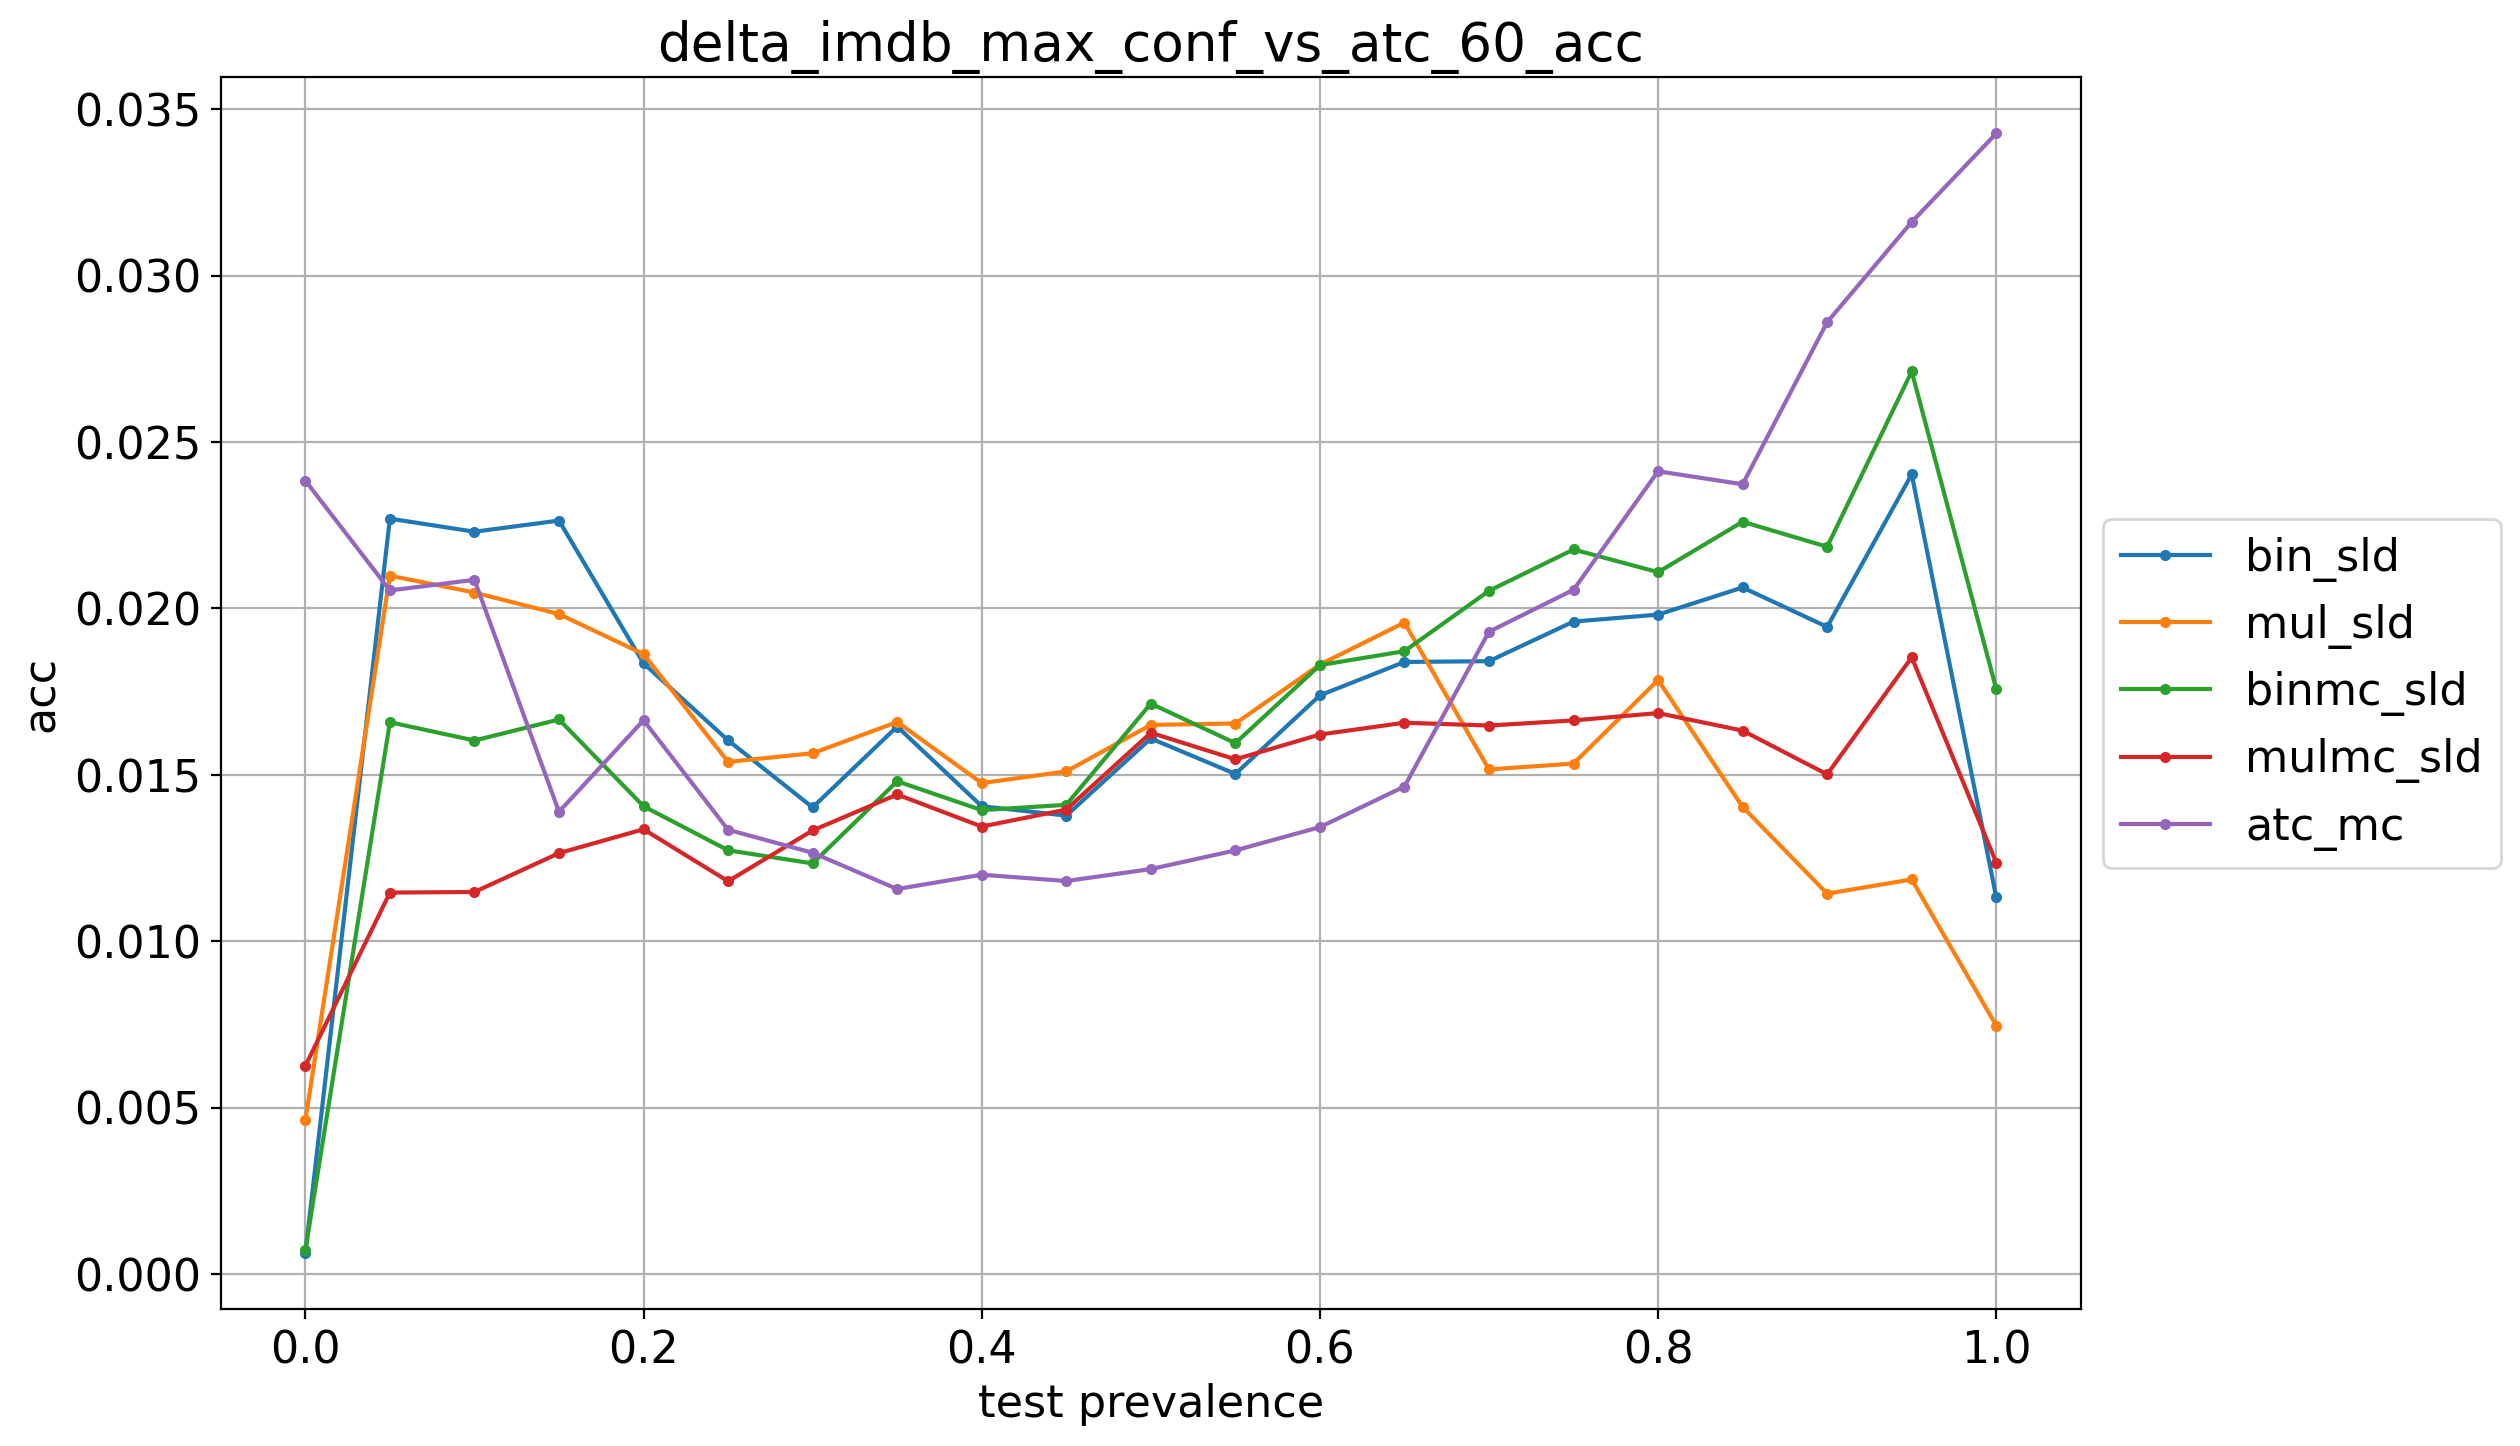 delta_imdb_max_conf_vs_atc_60_acc
0.035
0.030
0.025
0.020
0.015
0.010
0.005
0.000
acc
0.0 0.2 0.4 0.6 0.8 1.0
test prevalence
bin_sld
mul_sld
binmc_sld
mulmc_sld
atc_mc